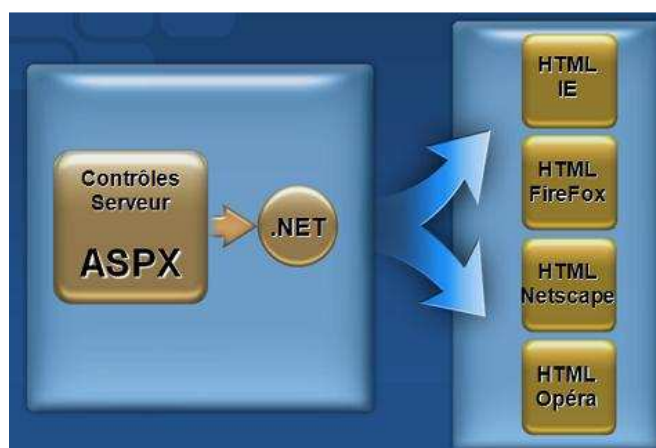 Contrôles
Serveur
ASPX
.NET
HTML
IE
HTML
FireFox
HTML
Netscape
HTML
Opéra